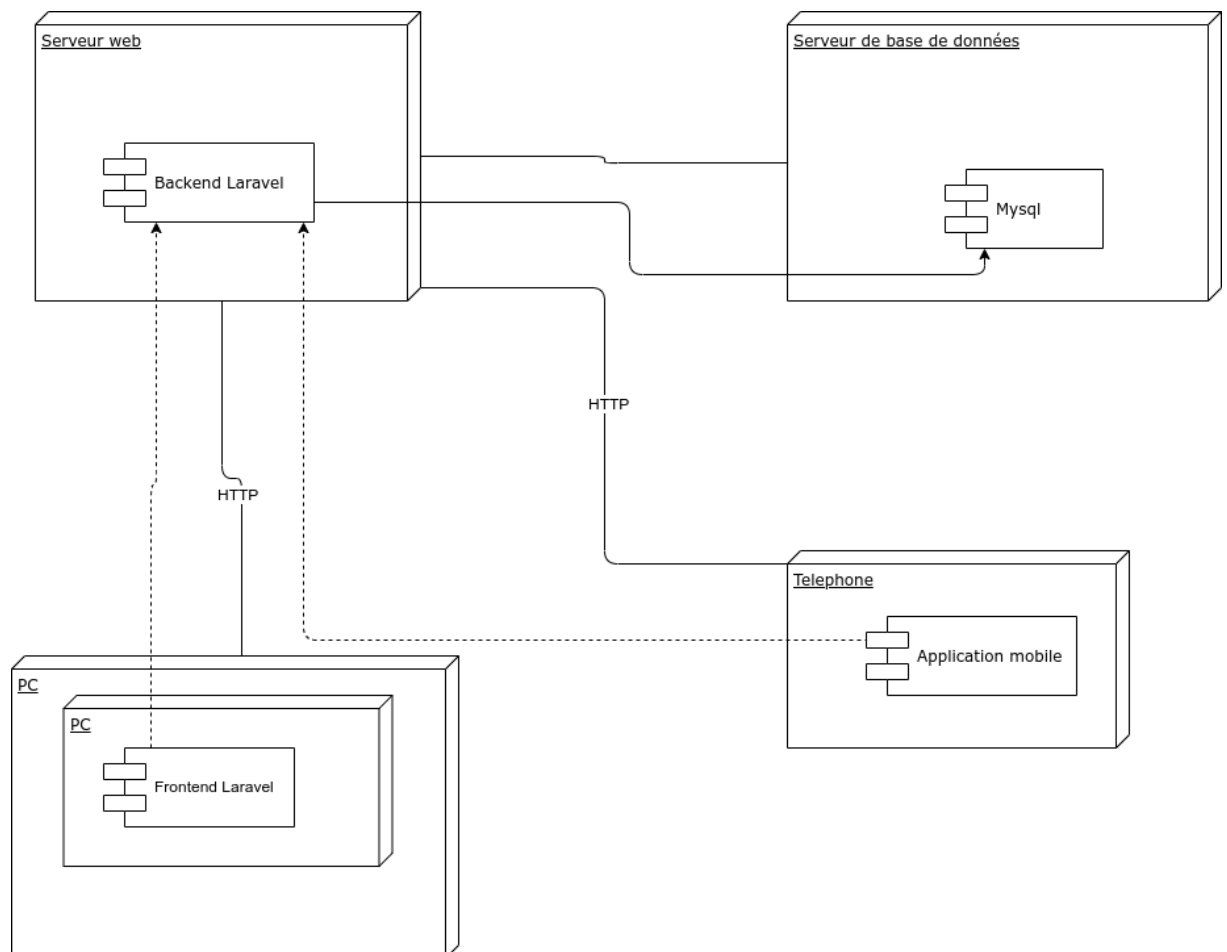 Serveur web
Serveur de base de données
Backend Laravel
Mysql
HTTP
HTTP
Telephone
Application mobile
PC
PC
Frontend Laravel